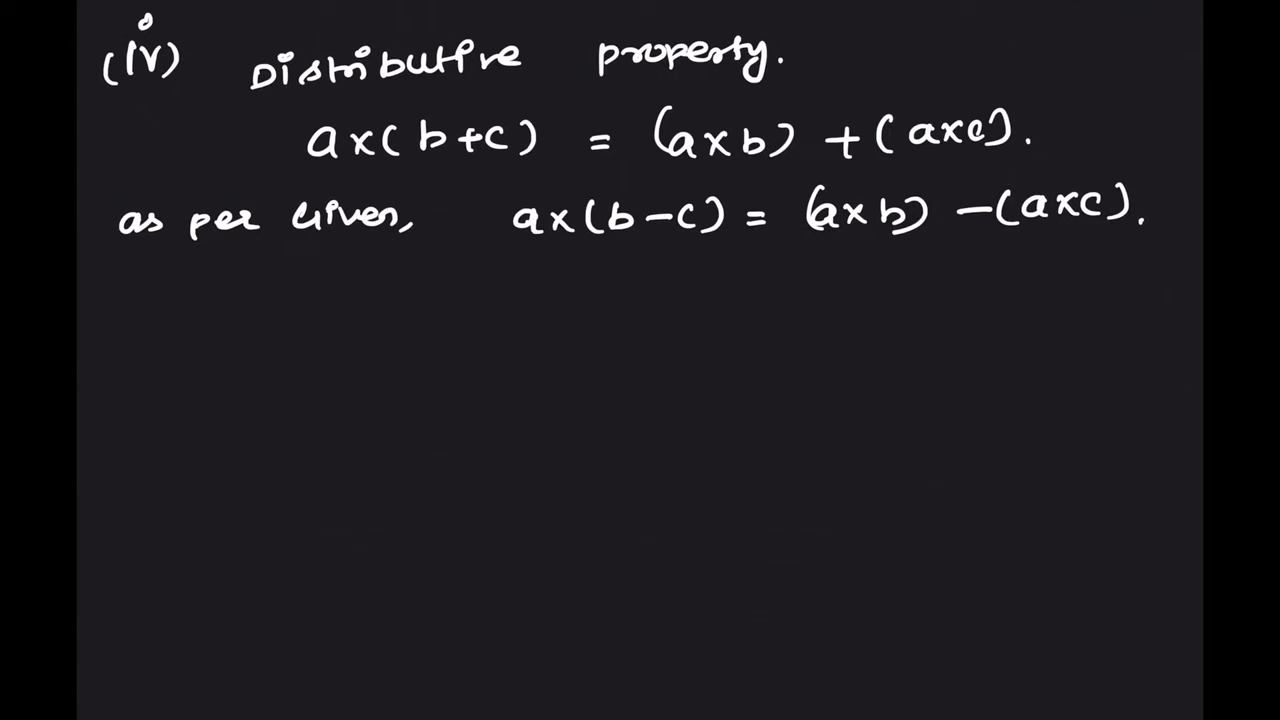 (iv) Distributive property.
a×(b+c) = (a×b) + (a×c).
as per Given, a×(b-c) = (a×b) -(a×c).